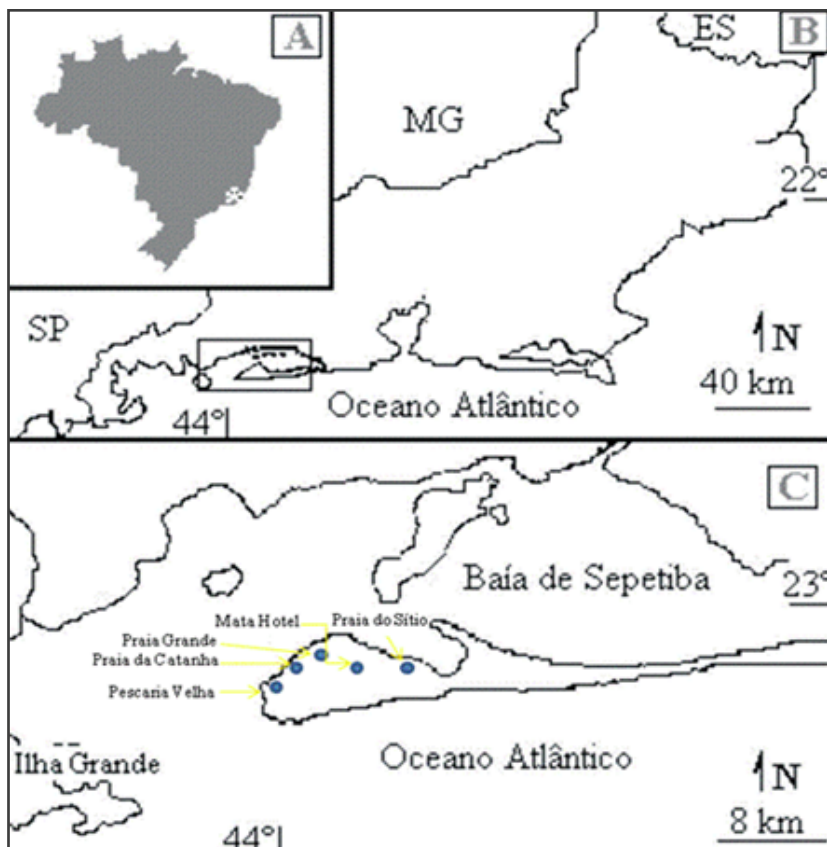 A
B
ES
MG
22°
SP
N
40 km
Oceano Atlântico
44°
C
Baía de Sepetiba
23°
Mata Hotel
Praia do Sítio
Praia Grande
Praia da Catanha
Pescaria Velha
Ilha Grande
Oceano Atlântico
N
8 km
44°